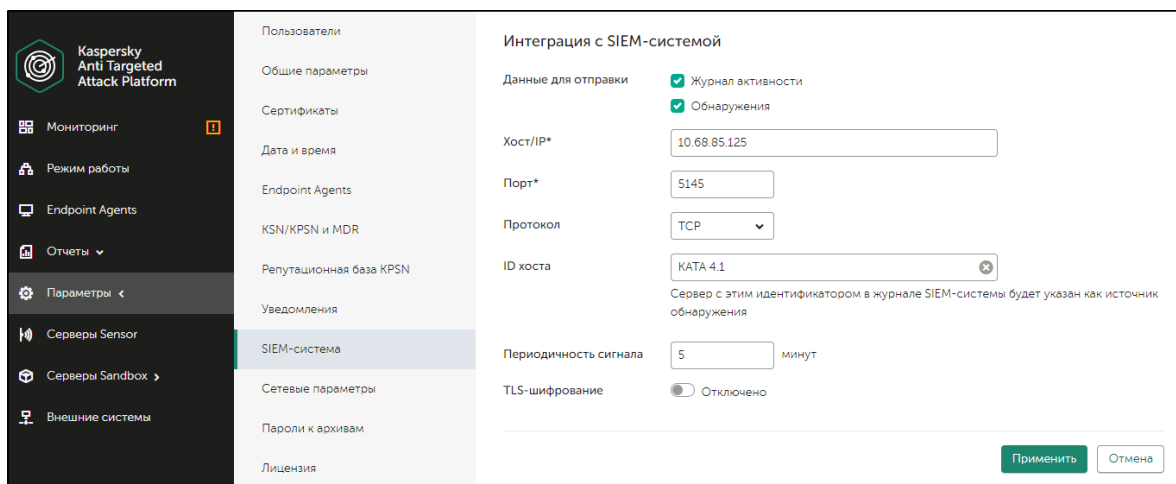 Kaspersky
Anti Targeted
Attack Platform
Мониторинг
Режим работы
Endpoint Agents
Отчеты
Параметры
Серверы Sensor
Серверы Sandbox
Внешние системы
Пользователи
Общие параметры
Сертификаты
Дата и время
Endpoint Agents
KSN/KPSN и MDR
Репутационная база KPSN
Уведомления
SIEM-система
Сетевые параметры
Пароли к архивам
Лицензия
Интеграция с SIEM-системой
Данные для отправки
Журнал активности
Обнаружения
Хост/IP*
10.68.85.125
Порт*
5145
Протокол
TCP
ID хоста
KATA 4.1
Сервер с этим идентификатором в журнале SIEM-системы будет указан как источник
обнаружения
Периодичность сигнала
5
минут
TLS-шифрование
Отключено
Применить
Отмена